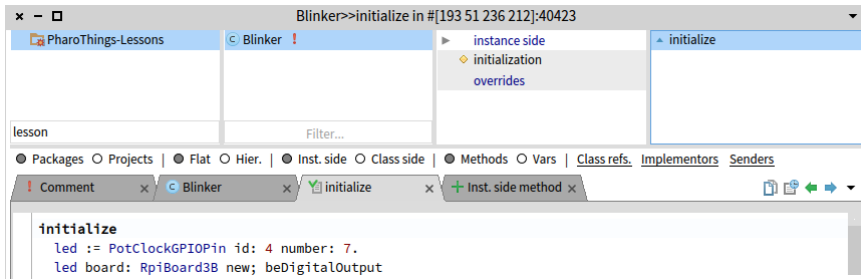 Blinker>>initialize in #[193 51 236 212]:40423
PharoThings-Lessons
Blinker !
instance side
initialization
overrides
initialize
lesson
Filter...
Packages Projects | Flat Hier. | Inst. side Class side | Methods Vars | Class refs. Implementors Senders
! Comment x C Blinker x initialize x + Inst. side method x
initialize
led := PotClockGPIOPin id: 4 number: 7.
led board: RpiBoard3B new; beDigitalOutput